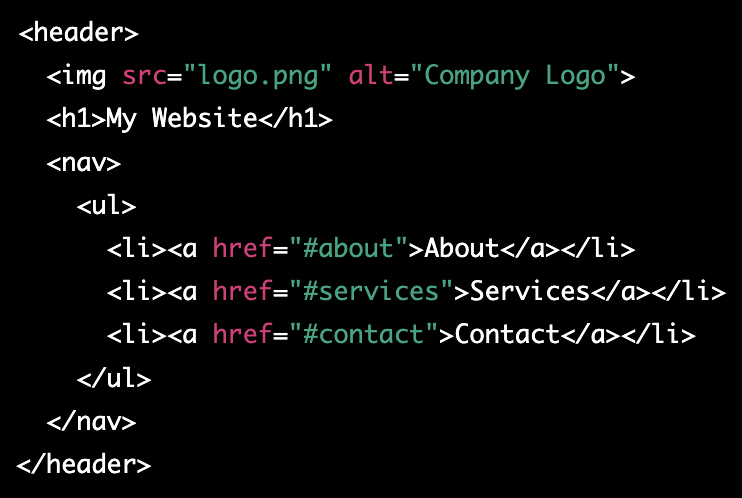 <header>
  <img src="logo.png" alt="Company Logo">
  <h1>My Website</h1>
  <nav>
    <ul>
      <li><a href="#about">About</a></li>
      <li><a href="#services">Services</a></li>
      <li><a href="#contact">Contact</a></li>
    </ul>
  </nav>
</header>